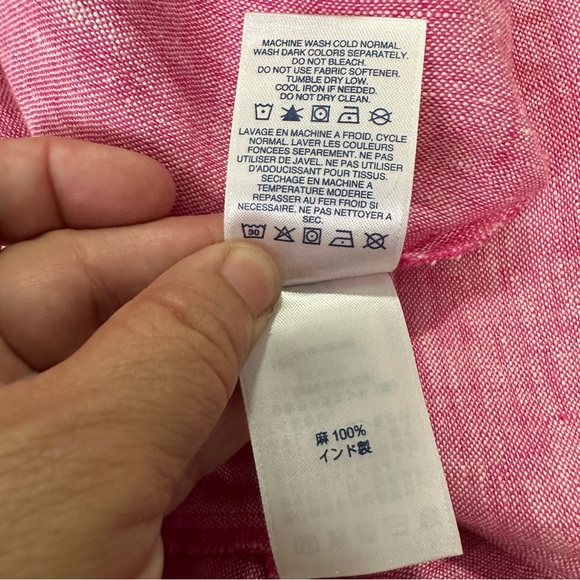 MACHINE WASH COLD NORMAL.
WASH DARK COLORS SEPARATELY.
DO NOT BLEACH.
DO NOT USE FABRIC SOFTENER.
TUMBLE DRY LOW.
COOL IRON IF NEEDED.
DO NOT DRY CLEAN.
LAVAGE EN MACHINE A FROID, CYCLE
NORMAL. LAVER LES COULEURS
FONCEES SEPAREMENT. NE PAS
UTILISER DE JAVEL. NE PAS UTILISER
D'ADOUCISSANT POUR TISSUS.
SECHAGE EN MACHINE A
TEMPERATURE MODEREE.
REPASSER AU FER FROID SI
NECESSAIRE. NE PAS NETTOYER A
SEC.
30
麻 100%
インド製